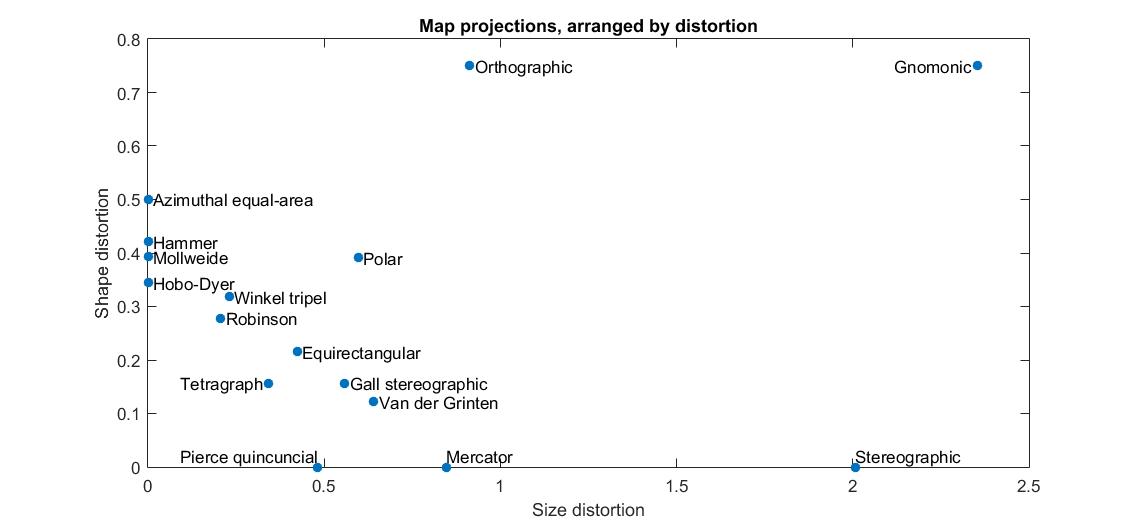 Map projections, arranged by distortion
0.8
Orthographic
Gnomonic
0.7
0.6
0.5
Azimuthal equal-area
Hammer
0.4
Mollweide
Polar
Shape distortion
Hobo-Dyer
0.3
Winkel tripel
Robinson
0.2
Equirectangular
Tetragraph
Gall stereographic
0.1
Van der Grinten
Pierce quincuncial
Mercator
Stereographic
0
0
0.5
1
1.5
2
2.5
Size distortion